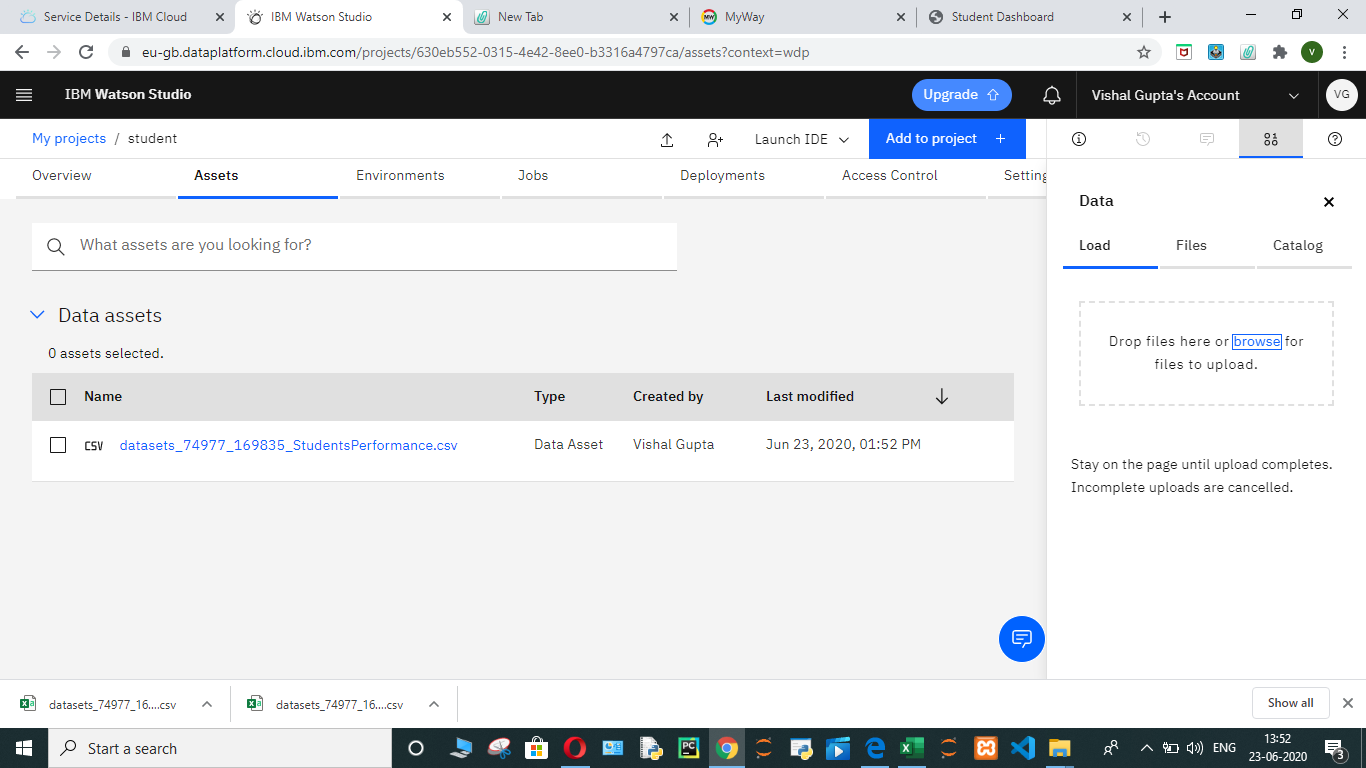 Service Details - IBM Cloud
IBM Watson Studio
New Tab
MyWay
Student Dashboard
eu-gb.dataplatform.cloud.ibm.com/projects/630eb552-0315-4e42-8ee0-b3316a4797ca/assets?context=wdp
V
IBM Watson Studio
Upgrade
Vishal Gupta's Account
VG
My projects / student
Launch IDE
Add to project +
Overview
Assets
Environments
Jobs
Deployments
Access Control
Setting
Data
Load
Files
Catalog
What assets are you looking for?
Drop files here or browse for
files to upload.
Stay on the page until upload completes.
Incomplete uploads are cancelled.
Data assets
0 assets selected.
Name Type Created by Last modified
CSV datasets_74977_169835_StudentsPerformance.csv Data Asset Vishal Gupta Jun 23, 2020, 01:52 PM
datasets_74977_16....csv
datasets_74977_16....csv
Show all
Start a search
PC
ENG
13:52
23-06-2020
3